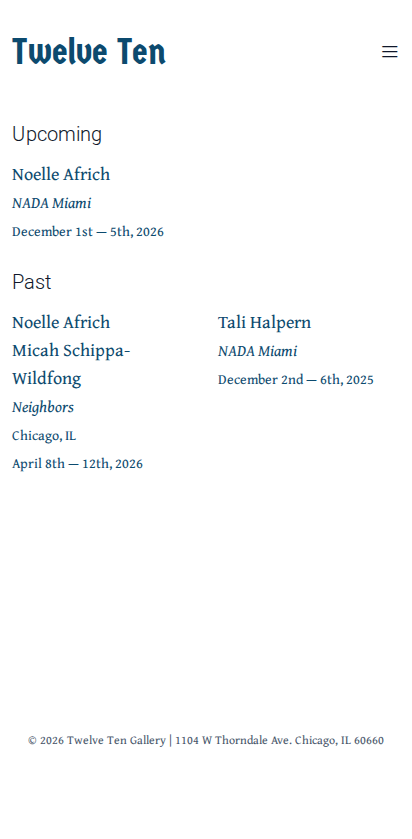 Twelve Ten
Upcoming
Noelle Africh
NADA Miami
December 1st — 5th, 2026
Past
Noelle Africh
Micah Schippa-
Wildfong
Neighbors
Chicago, IL
April 8th — 12th, 2026
Tali Halpern
NADA Miami
December 2nd — 6th, 2025
© 2026 Twelve Ten Gallery | 1104 W Thorndale Ave. Chicago, IL 60660